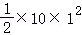 1/2 × 10 × 1²